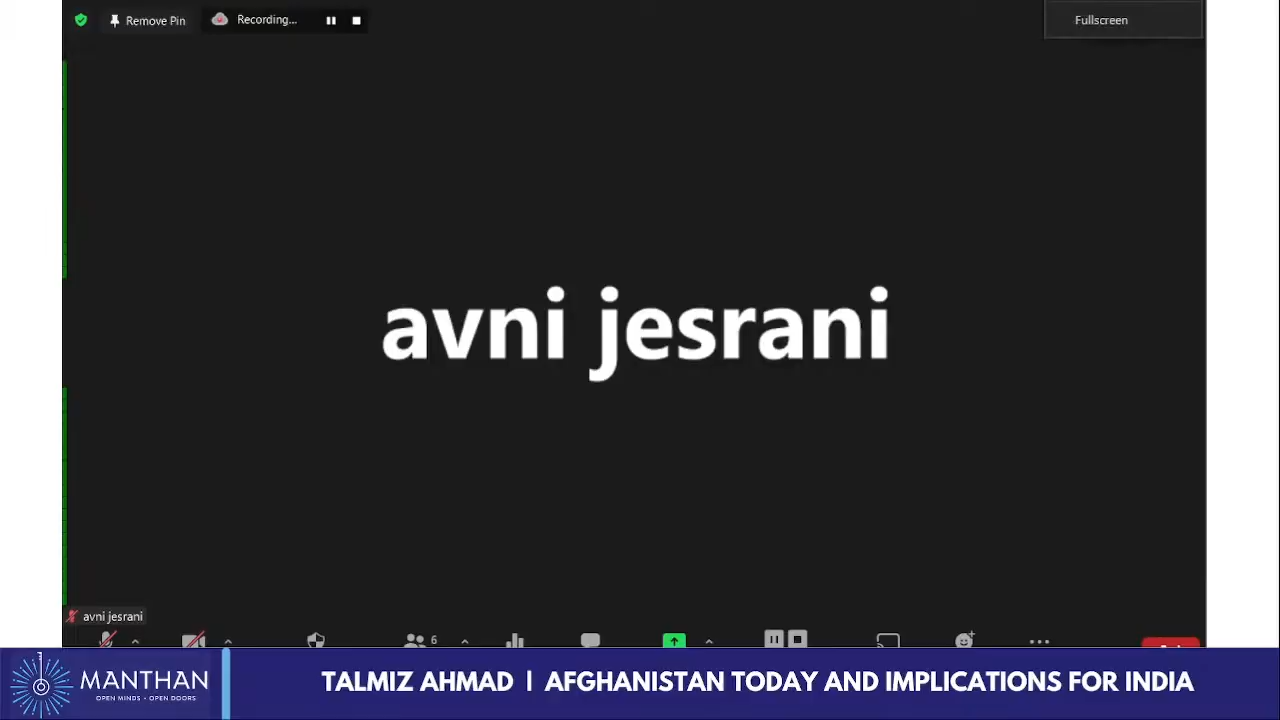 Remove Pin
Recording...
Fullscreen
avni jesrani
avni jesrani
6
MANTHAN
OPEN MINDS • OPEN DOORS
TALMIZ AHMAD | AFGHANISTAN TODAY AND IMPLICATIONS FOR INDIA